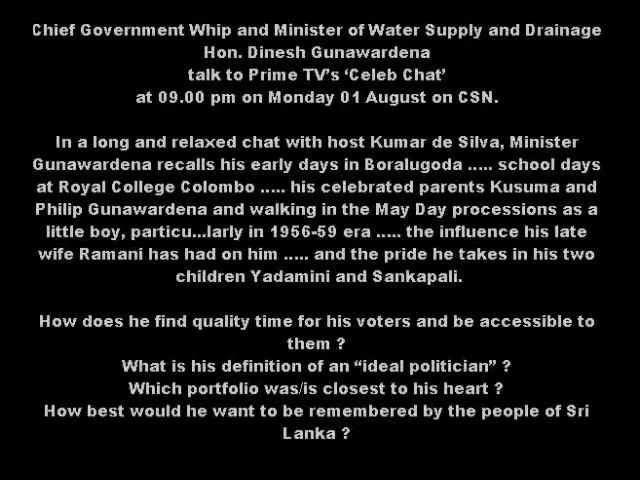 Chief Government Whip and Minister of Water Supply and Drainage
Hon. Dinesh Gunawardena
talk to Prime TV's ‘Celeb Chat’
at 09.00 pm on Monday 01 August on CSN.
In a long and relaxed chat with host Kumar de Silva, Minister
Gunawardena recalls his early days in Boralugoda ..... school days
at Royal College Colombo ..... his celebrated parents Kusuma and
Philip Gunawardena and walking in the May Day processions as a
little boy, particu...larly in 1956-59 era ..... the influence his late
wife Ramani has had on him ..... and the pride he takes in his two
children Yadamini and Sankapali.
How does he find quality time for his voters and be accessible to
them ?
What is his definition of an “ideal politician” ?
Which portfolio was/is closest to his heart ?
How best would he want to be remembered by the people of Sri
Lanka ?